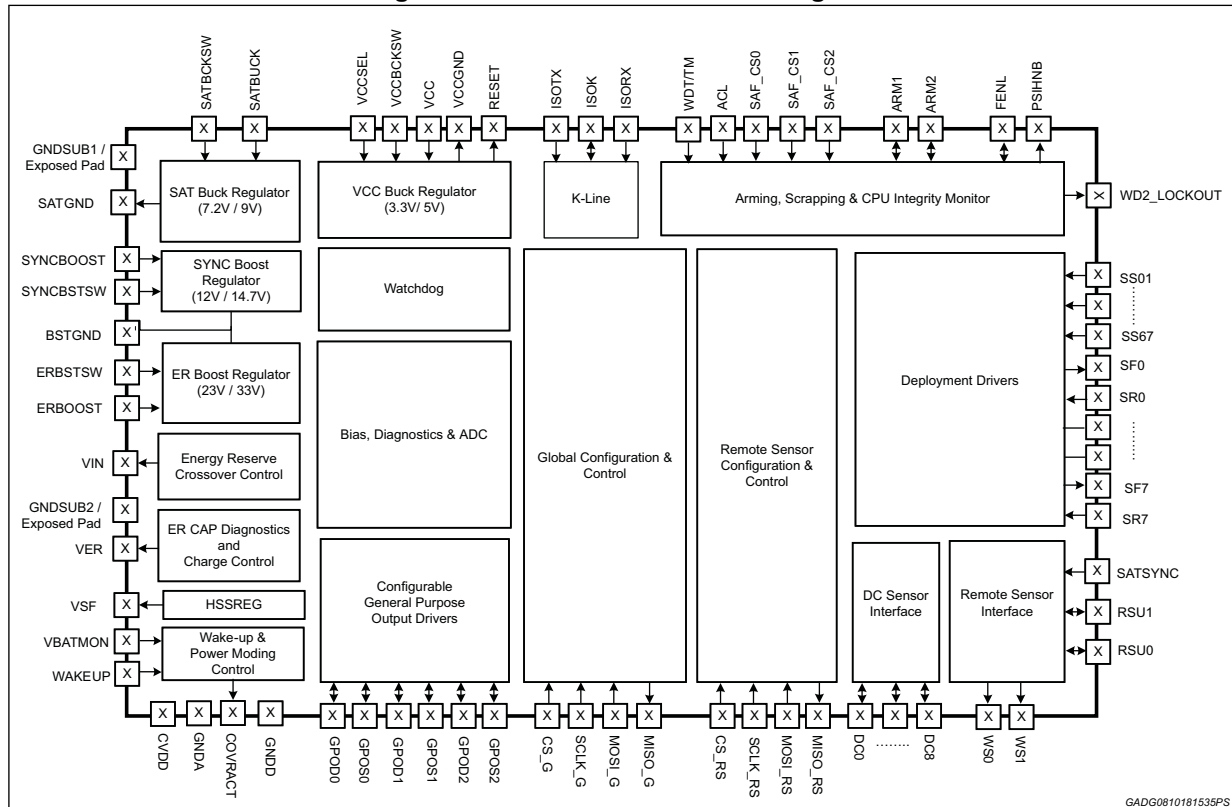 SATBCKSW
SATBUCK
VCCSEL
VCCBCKSW
VCC
VCCGND
RESET
ISOTX
ISOK
ISORX
WDT/TM
ACL
SAF_CS0
SAF_CS1
SAF_CS2
ARM1
ARM2
FENL
PSIHNB
X X X X X X X X X X X X X X X X X X X
GNDSUB1 /
Exposed Pad
X
SATGND
X
SAT Buck Regulator
(7.2V / 9V)
VCC Buck Regulator
(3.3V/ 5V)
K-Line
Arming, Scrapping & CPU Integrity Monitor
X
WD2_LOCKOUT
SYNCBOOST
X
SYNCBSTSW
X
SYNC Boost
Regulator
(12V / 14.7V)
Watchdog
BSTGND
X
ERBSTSW
X
ERBOOST
X
ER Boost Regulator
(23V / 33V)
Bias, Diagnostics & ADC
Global Configuration &
Control
Remote Sensor
Configuration &
Control
Deployment Drivers
X
SS01
X
........
X
SS67
X
SF0
X
SR0
X
........
X
X
SF7
X
SR7
VIN
X
Energy Reserve
Crossover Control
GNDSUB2 /
Exposed Pad
X
VER
X
ER CAP Diagnostics
and
Charge Control
VSF
X
HSSREG
VBATMON
X
WAKEUP
X
Wake-up &
Power Moding
Control
Configurable
General Purpose
Output Drivers
DC Sensor
Interface
Remote Sensor
Interface
X
SATSYNC
X
RSU1
X
RSU0
X X X X X X X X X X X X X X X X X X X X X X X
CVDD
GNDA
COVRACT
GNDD
GPOD0
GPOS0
GPOD1
GPOS1
GPOD2
GPOS2
CS_G
SCLK_G
MOSI_G
MISO_G
CS_RS
SCLK_RS
MOSI_RS
MISO_RS
DC0
........
DC8
WS0
WS1
GADG0810181535PS